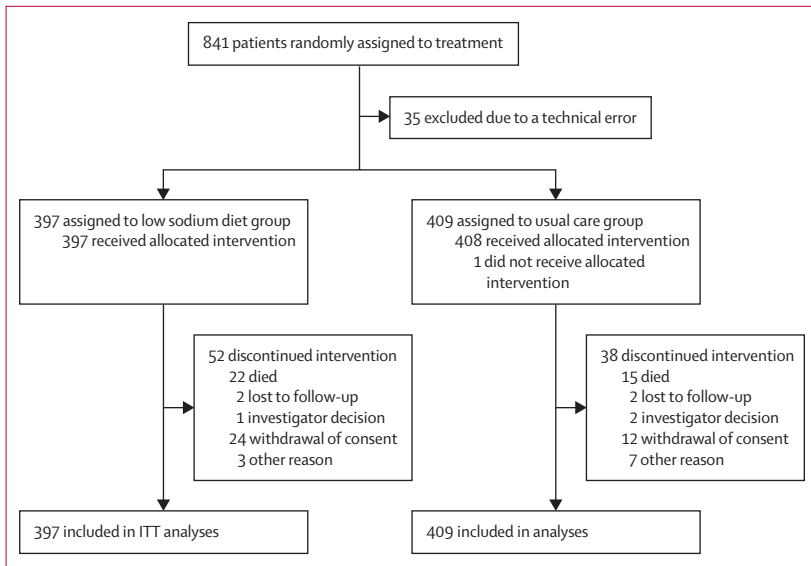 841 patients randomly assigned to treatment
35 excluded due to a technical error
397 assigned to low sodium diet group
397 received allocated intervention
409 assigned to usual care group
408 received allocated intervention
1 did not receive allocated
intervention
52 discontinued intervention
22 died
2 lost to follow-up
1 investigator decision
24 withdrawal of consent
3 other reason
38 discontinued intervention
15 died
2 lost to follow-up
2 investigator decision
12 withdrawal of consent
7 other reason
397 included in ITT analyses
409 included in analyses